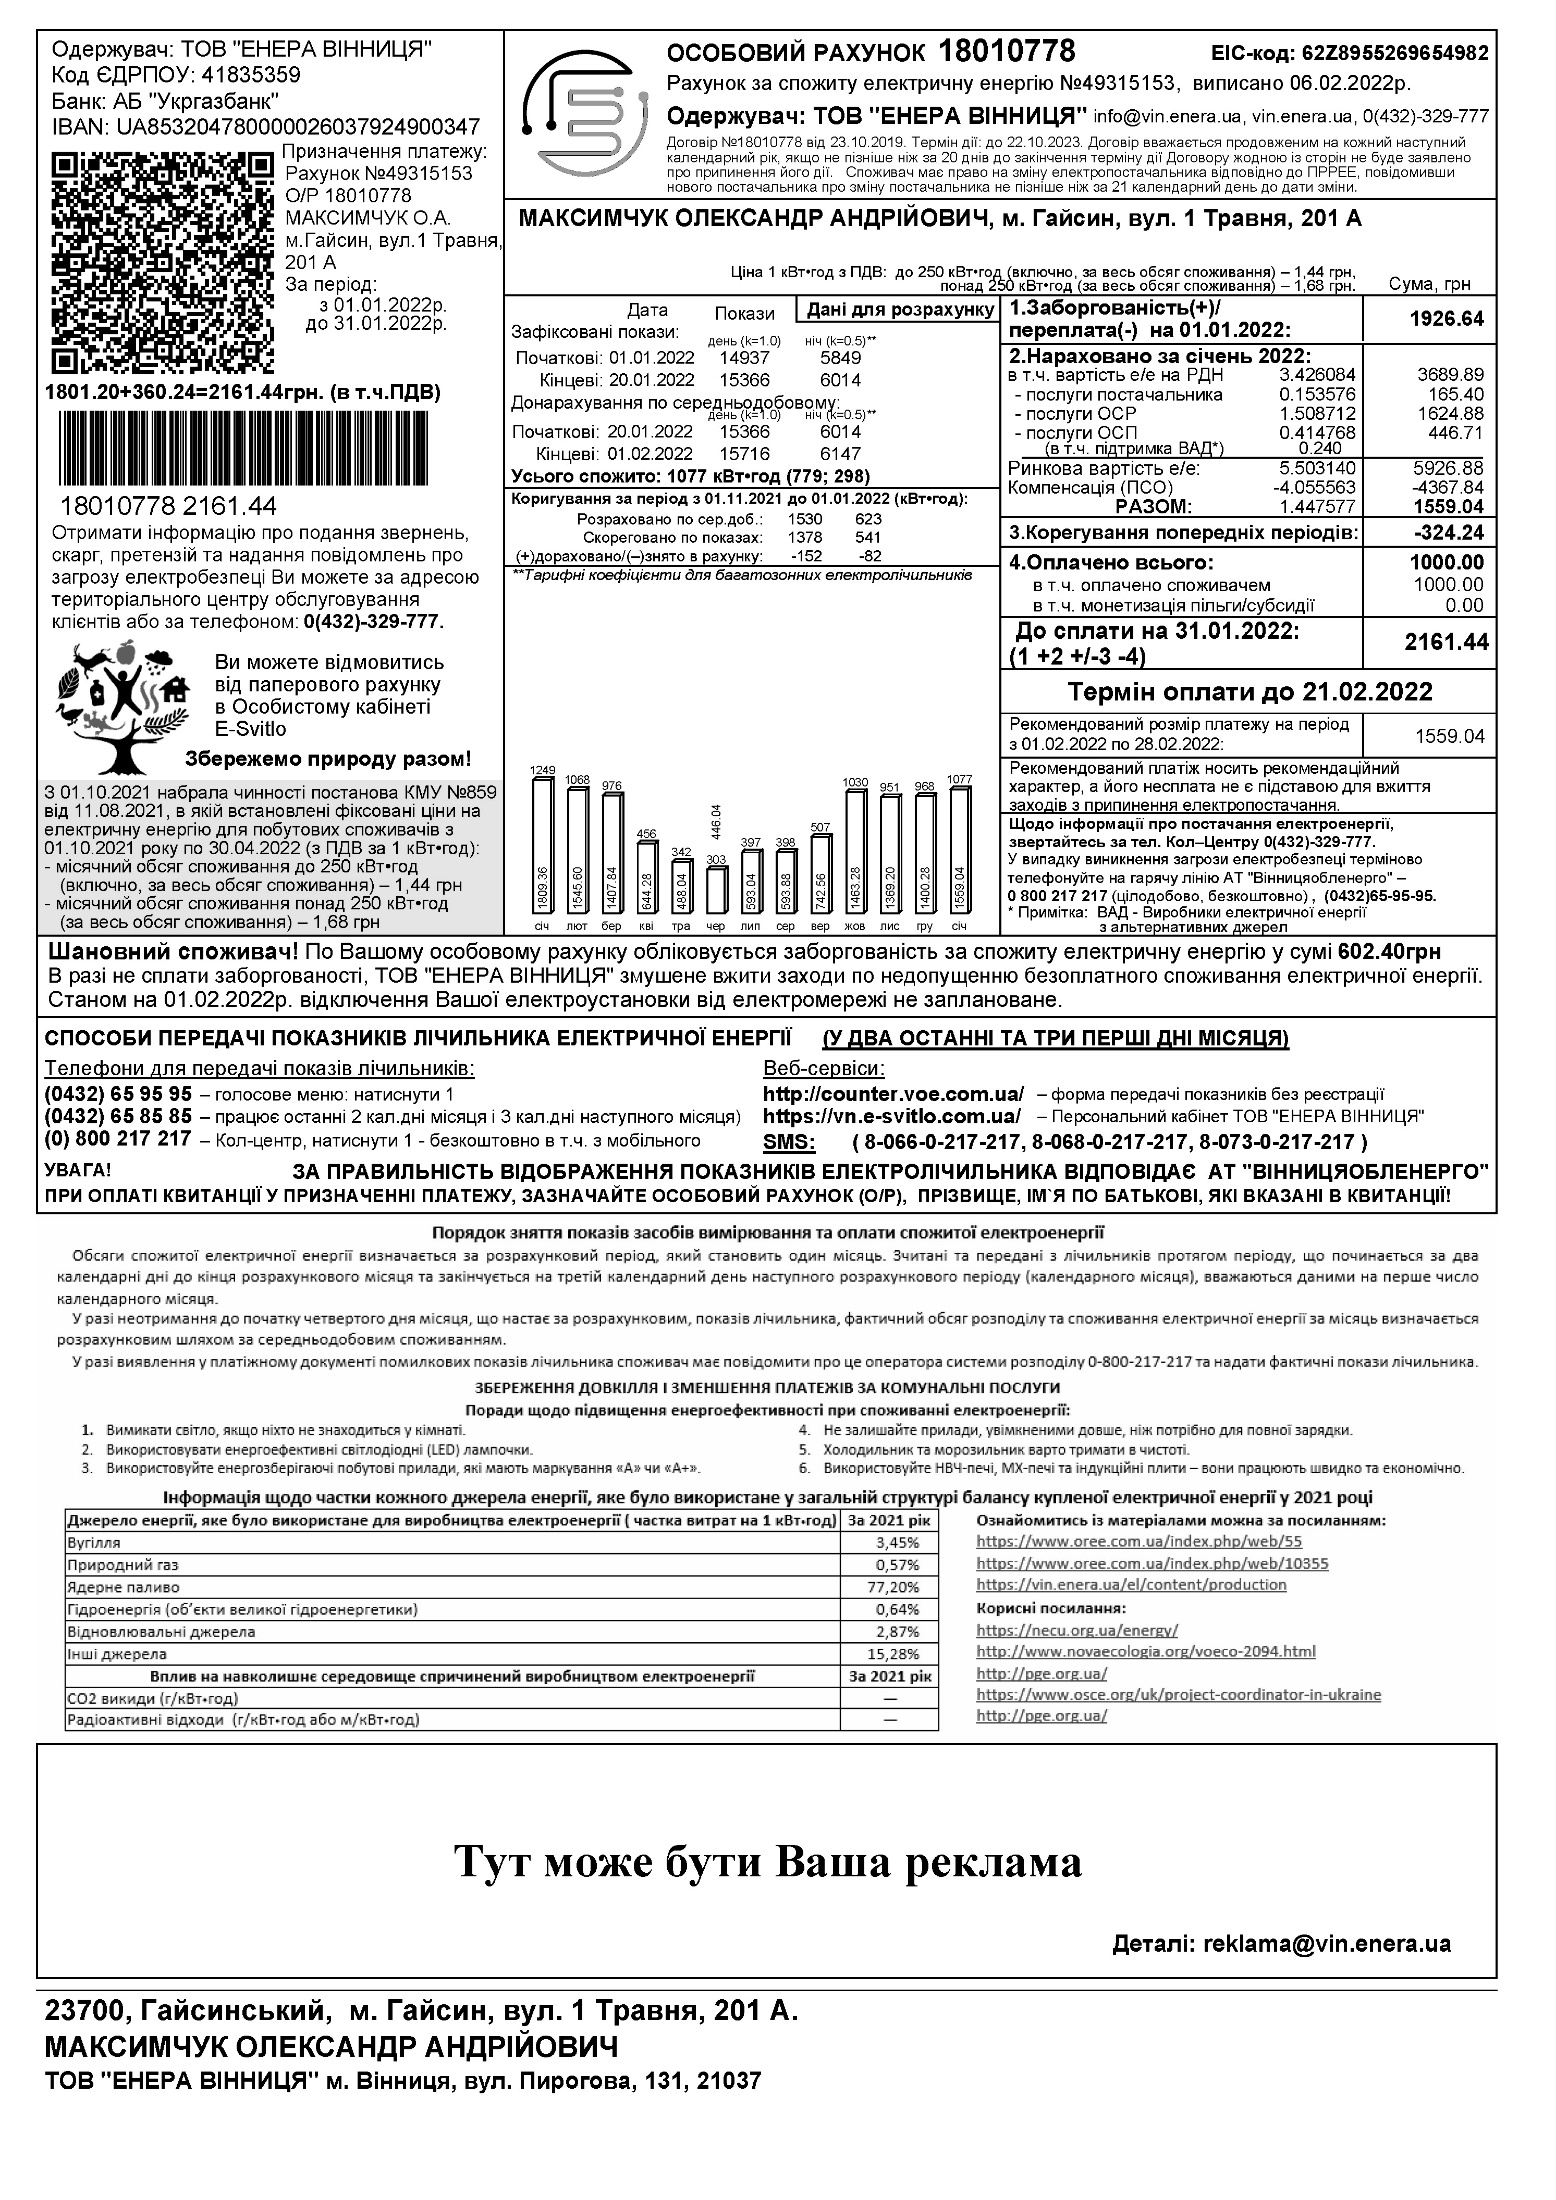 Одержувач: ТОВ "ЕНЕРА ВІННИЦЯ"
Код ЄДРПОУ: 41835359
Банк: АБ "Укргазбанк"
IBAN: UA853204780000026037924900347
Призначення платежу:
Рахунок №49315153
О/Р 18010778
МАКСИМЧУК О.А.
м.Гайсин, вул.1 Травня,
201 А
За період:
з 01.01.2022р.
до 31.01.2022р.
1801.20+360.24=2161.44грн. (в т.ч.ПДВ)
18010778 2161.44
Отримати інформацію про подання звернень,
скарг, претензій та надання повідомлень про
загрозу електробезпеці Ви можете за адресою
територіального центру обслуговування
клієнтів або за телефоном: 0(432)-329-777.
Ви можете відмовитись
від паперового рахунку
в Особистому кабінеті
E-Svitlo
Збережемо природу разом!
З 01.10.2021 набрала чинності постанова КМУ №859
від 11.08.2021, в якій встановлені фіксовані ціни на
електричну енергію для побутових споживачів з
01.10.2021 року по 30.04.2022 (з ПДВ за 1 кВт•год):
- місячний обсяг споживання до 250 кВт•год
(включно, за весь обсяг споживання) – 1,44 грн
- місячний обсяг споживання понад 250 кВт•год
(за весь обсяг споживання) – 1,68 грн
ОСОБОВИЙ РАХУНОК 18010778 ЕІС-код: 62Z8955269654982
Рахунок за спожиту електричну енергію №49315153, виписано 06.02.2022р.
Одержувач: ТОВ "ЕНЕРА ВІННИЦЯ" info@vin.enera.ua, vin.enera.ua, 0(432)-329-777
Договір №18010778 від 23.10.2019. Термін дії: до 22.10.2023. Договір вважається продовженим на кожний наступний
календарний рік, якщо не пізніше ніж за 20 днів до закінчення терміну дії Договору жодною із сторін не буде заявлено
про припинення його дії. Споживач має право на зміну електропостачальника відповідно до ПРРЕЕ, повідомивши
нового постачальника про зміну постачальника не пізніше ніж за 21 календарний день до дати зміни.
МАКСИМЧУК ОЛЕКСАНДР АНДРІЙОВИЧ, м. Гайсин, вул. 1 Травня, 201 А
Ціна 1 кВт•год з ПДВ: до 250 кВт•год (включно, за весь обсяг споживання) – 1,44 грн,
понад 250 кВт•год (за весь обсяг споживання) – 1,68 грн. Сума, грн
Дата Покази Дані для розрахунку
Зафіксовані покази:
день (k=1.0) ніч (k=0.5)**
Початкові: 01.01.2022 14937 5849
Кінцеві: 20.01.2022 15366 6014
Донарахування по середньодобовому:
день (k=1.0) ніч (k=0.5)**
Початкові: 20.01.2022 15366 6014
Кінцеві: 01.02.2022 15716 6147
Усього спожито: 1077 кВт•год (779; 298)
Коригування за період з 01.11.2021 до 01.01.2022 (кВт•год):
Розраховано по сер.доб.: 1530 623
Скореговано по показах: 1378 541
(+)дораховано/(–)знято в рахунку: -152 -82
**Тарифні коефіцієнти для багатозонних електролічильників
1249 1068 976 456 342 446.04 303 397 398 507 1030 951 968 1077
1809.36 1545.60 1407.84 644.28 488.04 593.04 593.88 742.56 1463.28 1369.20 1400.28 1559.04
січ лют бер кві тра чер лип сер вер жов лис гру січ
1.Заборгованість(+)/
переплата(-) на 01.01.2022: 1926.64
2.Нараховано за січень 2022:
в т.ч. вартість е/е на РДН 3.426084 3689.89
- послуги постачальника 0.153576 165.40
- послуги ОСР 1.508712 1624.88
- послуги ОСП 0.414768 446.71
(в т.ч. підтримка ВАД*) 0.240
Ринкова вартість е/е: 5.503140 5926.88
Компенсація (ПСО) -4.055563 -4367.84
РАЗОМ: 1.447577 1559.04
3.Корегування попередніх періодів: -324.24
4.Оплачено всього: 1000.00
в т.ч. оплачено споживачем 1000.00
в т.ч. монетизація пільги/субсидії 0.00
До сплати на 31.01.2022:
(1 +2 +/-3 -4) 2161.44
Термін оплати до 21.02.2022
Рекомендований розмір платежу на період
з 01.02.2022 по 28.02.2022: 1559.04
Рекомендований платіж носить рекомендаційний
характер, а його несплата не є підставою для вжиття
заходів з припинення електропостачання.
Щодо інформації про постачання електроенергії,
звертайтесь за тел. Кол–Центру 0(432)-329-777.
У випадку виникнення загрози електробезпеці терміново
телефонуйте на гарячу лінію АТ "Вінницяобленерго" –
0 800 217 217 (цілодобово, безкоштовно) , (0432)65-95-95.
* Примітка: ВАД - Виробники електричної енергії
з альтернативних джерел
Шановний споживач! По Вашому особовому рахунку обліковується заборгованість за спожиту електричну енергію у сумі 602.40грн
В разі не сплати заборгованості, ТОВ "ЕНЕРА ВІННИЦЯ" змушене вжити заходи по недопущенню безоплатного споживання електричної енергії.
Станом на 01.02.2022р. відключення Вашої електроустановки від електромережі не заплановане.
СПОСОБИ ПЕРЕДАЧІ ПОКАЗНИКІВ ЛІЧИЛЬНИКА ЕЛЕКТРИЧНОЇ ЕНЕРГІЇ (У ДВА ОСТАННІ ТА ТРИ ПЕРШІ ДНІ МІСЯЦЯ)
Телефони для передачі показів лічильників: Веб-сервіси:
(0432) 65 95 95 – голосове меню: натиснути 1 http://counter.voe.com.ua/ – форма передачі показників без реєстрації
(0432) 65 85 85 – працює останні 2 кал.дні місяця і 3 кал.дні наступного місяця) https://vn.e-svitlo.com.ua/ – Персональний кабінет ТОВ "ЕНЕРА ВІННИЦЯ"
(0) 800 217 217 – Кол-центр, натиснути 1 - безкоштовно в т.ч. з мобільного SMS: ( 8-066-0-217-217, 8-068-0-217-217, 8-073-0-217-217 )
УВАГА! ЗА ПРАВИЛЬНІСТЬ ВІДОБРАЖЕННЯ ПОКАЗНИКІВ ЕЛЕКТРОЛІЧИЛЬНИКА ВІДПОВІДАЄ АТ "ВІННИЦЯОБЛЕНЕРГО"
ПРИ ОПЛАТІ КВИТАНЦІЇ У ПРИЗНАЧЕННІ ПЛАТЕЖУ, ЗАЗНАЧАЙТЕ ОСОБОВИЙ РАХУНОК (О/Р), ПРІЗВИЩЕ, ІМ`Я ПО БАТЬКОВІ, ЯКІ ВКАЗАНІ В КВИТАНЦІЇ!
Порядок зняття показів засобів вимірювання та оплати спожитої електроенергії
Обсяги спожитої електричної енергії визначається за розрахунковий період, який становить один місяць. Зчитані та передані з лічильників протягом періоду, що починається за два
календарні дні до кінця розрахункового місяця та закінчується на третій календарний день наступного розрахункового періоду (календарного місяця), вважаються даними на перше число
календарного місяця.
У разі неотримання до початку четвертого дня місяця, що настає за розрахунковим, показів лічильника, фактичний обсяг розподілу та споживання електричної енергії за місяць визначається
розрахунковим шляхом за середньодобовим споживанням.
У разі виявлення у платіжному документі помилкових показів лічильника споживач має повідомити про це оператора системи розподілу 0-800-217-217 та надати фактичні покази лічильника.
ЗБЕРЕЖЕННЯ ДОВКІЛЛЯ І ЗМЕНШЕННЯ ПЛАТЕЖІВ ЗА КОМУНАЛЬНІ ПОСЛУГИ
Поради щодо підвищення енергоефективності при споживанні електроенергії:
1. Вимикати світло, якщо ніхто не знаходиться у кімнаті.
2. Використовувати енергоефективні світлодіодні (LED) лампочки.
3. Використовуйте енергозберігаючі побутові прилади, які мають маркування «А» чи «А+».
4. Не залишайте прилади, увімкненими довше, ніж потрібно для повної зарядки.
5. Холодильник та морозильник варто тримати в чистоті.
6. Використовуйте НВЧ-печі, МХ-печі та індукційні плити – вони працюють швидко та економічно.
Інформація щодо частки кожного джерела енергії, яке було використане у загальній структурі балансу купленої електричної енергії у 2021 році
Джерело енергії, яке було використане для виробництва електроенергії ( частка витрат на 1 кВт•год) За 2021 рік
Вугілля 3,45%
Природний газ 0,57%
Ядерне паливо 77,20%
Гідроенергія (об’єкти великої гідроенергетики) 0,64%
Відновлювальні джерела 2,87%
Інші джерела 15,28%
Вплив на навколишнє середовище спричинений виробництвом електроенергії За 2021 рік
СО2 викиди (г/кВт•год) —
Радіоактивні відходи (г/кВт•год або м/кВт•год) —
Ознайомитись із матеріалами можна за посиланням:
https://www.oree.com.ua/index.php/web/55
https://www.oree.com.ua/index.php/web/10355
https://vin.enera.ua/el/content/production
Корисні посилання:
https://necu.org.ua/energy/
http://www.novaecologia.org/voeco-2094.html
http://pge.org.ua/
https://www.osce.org/uk/project-coordinator-in-ukraine
http://pge.org.ua/
Тут може бути Ваша реклама
Деталі: reklama@vin.enera.ua
23700, Гайсинський, м. Гайсин, вул. 1 Травня, 201 А.
МАКСИМЧУК ОЛЕКСАНДР АНДРІЙОВИЧ
ТОВ "ЕНЕРА ВІННИЦЯ" м. Вінниця, вул. Пирогова, 131, 21037